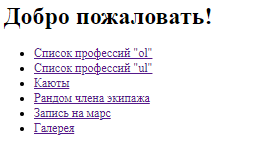 Добро пожаловать!
Список профессий "ol"
Список профессий "ul"
Каюты
Рандом члена экипажа
Запись на марс
Галерея